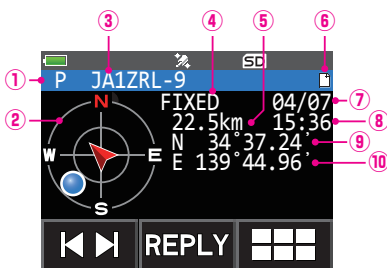 ③ ④ ⑤ ⑥
SD
① P JA1ZRL-9
② N FIXED 04/07 ⑦
22.5km 15:36 ⑧
W E N 34°37.24' ⑨
E 139°44.96' ⑩
S
REPLY